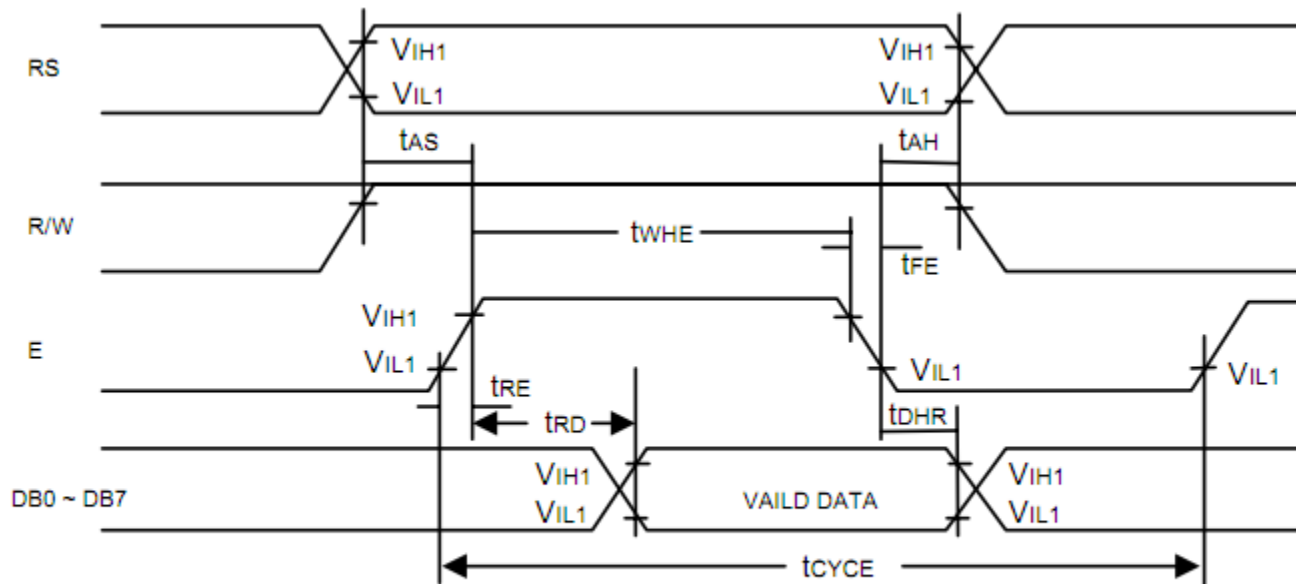 RS
VIH1
VIH1
VIL1
VIL1
tAS
tAH
R/W
tWHE
tFE
E
VIH1
VIL1
VIL1
VIL1
tRE
tRD
tDHR
DB0 ~ DB7
VIH1
VIL1
VAILD DATA
VIH1
VIL1
tCYCE